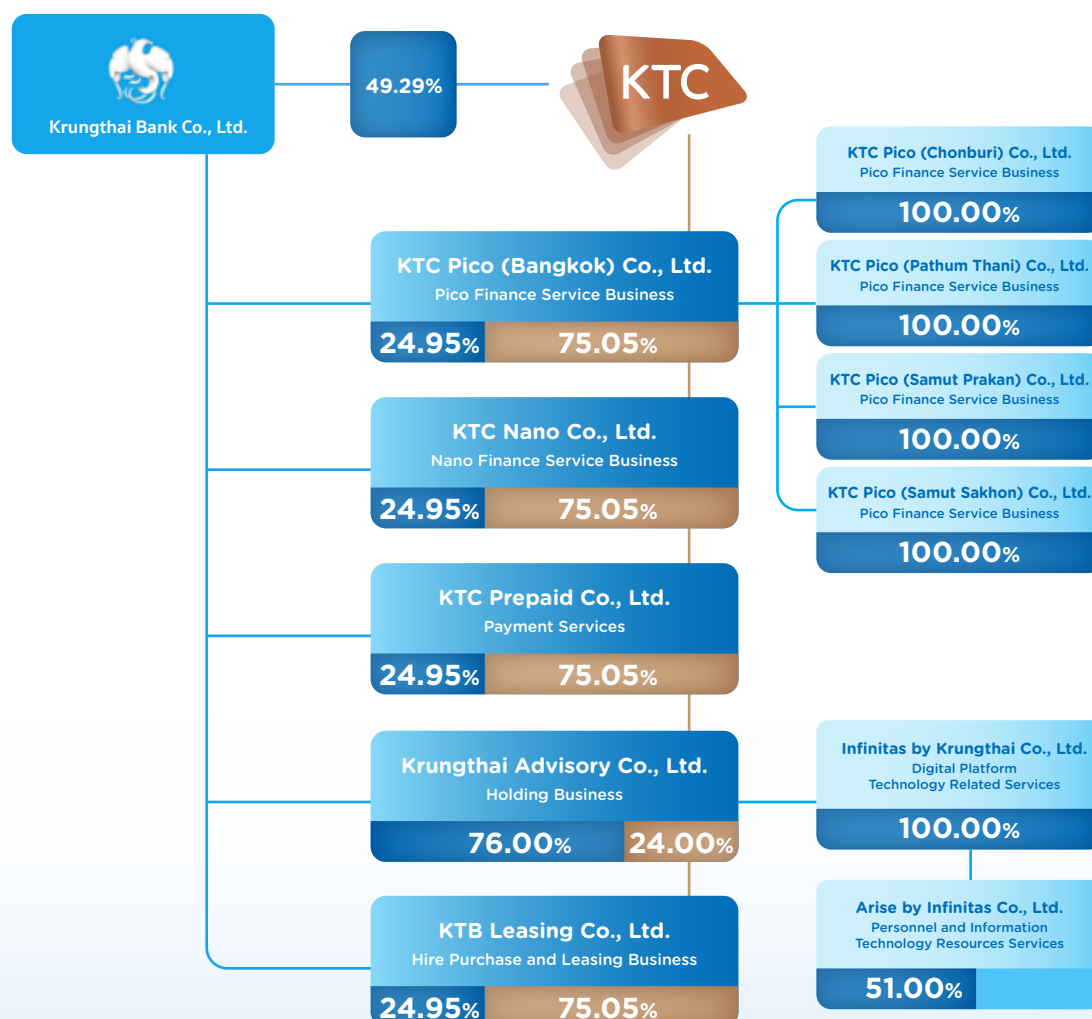 Krungthai Bank Co., Ltd.
49.29%
KTC
KTC Pico (Bangkok) Co., Ltd.
Pico Finance Service Business
24.95% 75.05%
KTC Nano Co., Ltd.
Nano Finance Service Business
24.95% 75.05%
KTC Prepaid Co., Ltd.
Payment Services
24.95% 75.05%
Krungthai Advisory Co., Ltd.
Holding Business
76.00% 24.00%
KTB Leasing Co., Ltd.
Hire Purchase and Leasing Business
24.95% 75.05%
KTC Pico (Chonburi) Co., Ltd.
Pico Finance Service Business
100.00%
KTC Pico (Pathum Thani) Co., Ltd.
Pico Finance Service Business
100.00%
KTC Pico (Samut Prakan) Co., Ltd.
Pico Finance Service Business
100.00%
KTC Pico (Samut Sakhon) Co., Ltd.
Pico Finance Service Business
100.00%
Infinitas by Krungthai Co., Ltd.
Digital Platform
Technology Related Services
100.00%
Arise by Infinitas Co., Ltd.
Personnel and Information
Technology Resources Services
51.00%